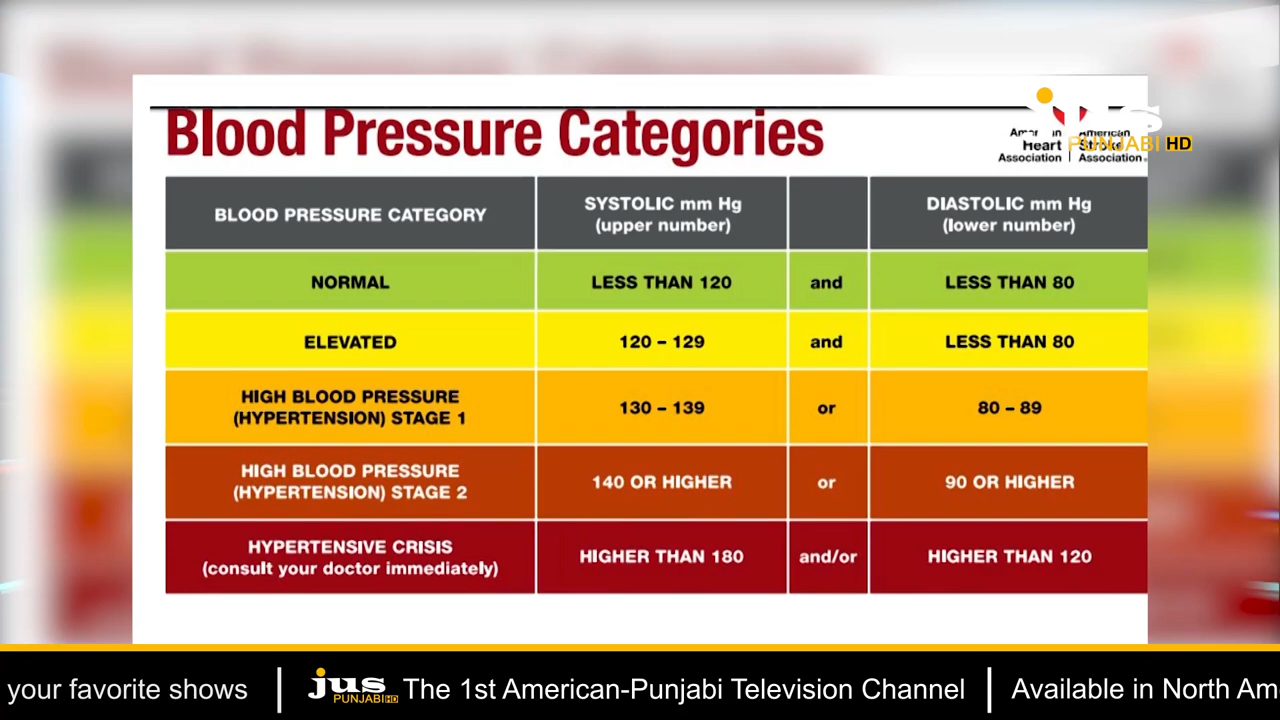 Blood Pressure Categories
jus
PUNJABI HD
American Heart Association
American Stroke Association®
BLOOD PRESSURE CATEGORY
SYSTOLIC mm Hg
(upper number)
DIASTOLIC mm Hg
(lower number)
NORMAL
LESS THAN 120
and
LESS THAN 80
ELEVATED
120 – 129
and
LESS THAN 80
HIGH BLOOD PRESSURE
(HYPERTENSION) STAGE 1
130 – 139
or
80 – 89
HIGH BLOOD PRESSURE
(HYPERTENSION) STAGE 2
140 OR HIGHER
or
90 OR HIGHER
HYPERTENSIVE CRISIS
(consult your doctor immediately)
HIGHER THAN 180
and/or
HIGHER THAN 120
your favorite shows | jus PUNJABI HD The 1st American-Punjabi Television Channel | Available in North Am